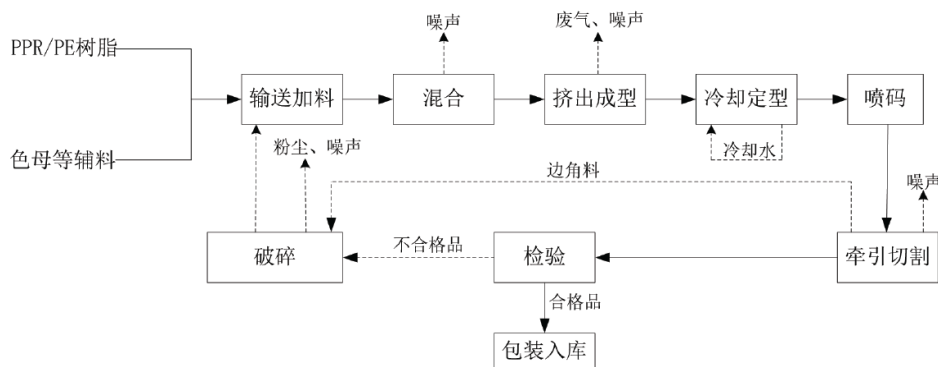 噪声
废气、噪声
PPR/PE树脂
输送加料
混合
挤出成型
冷却定型
喷码
色母等辅料
粉尘、噪声
冷却水
边角料
噪声
破碎
不合格品
检验
牵引切割
合格品
包装入库